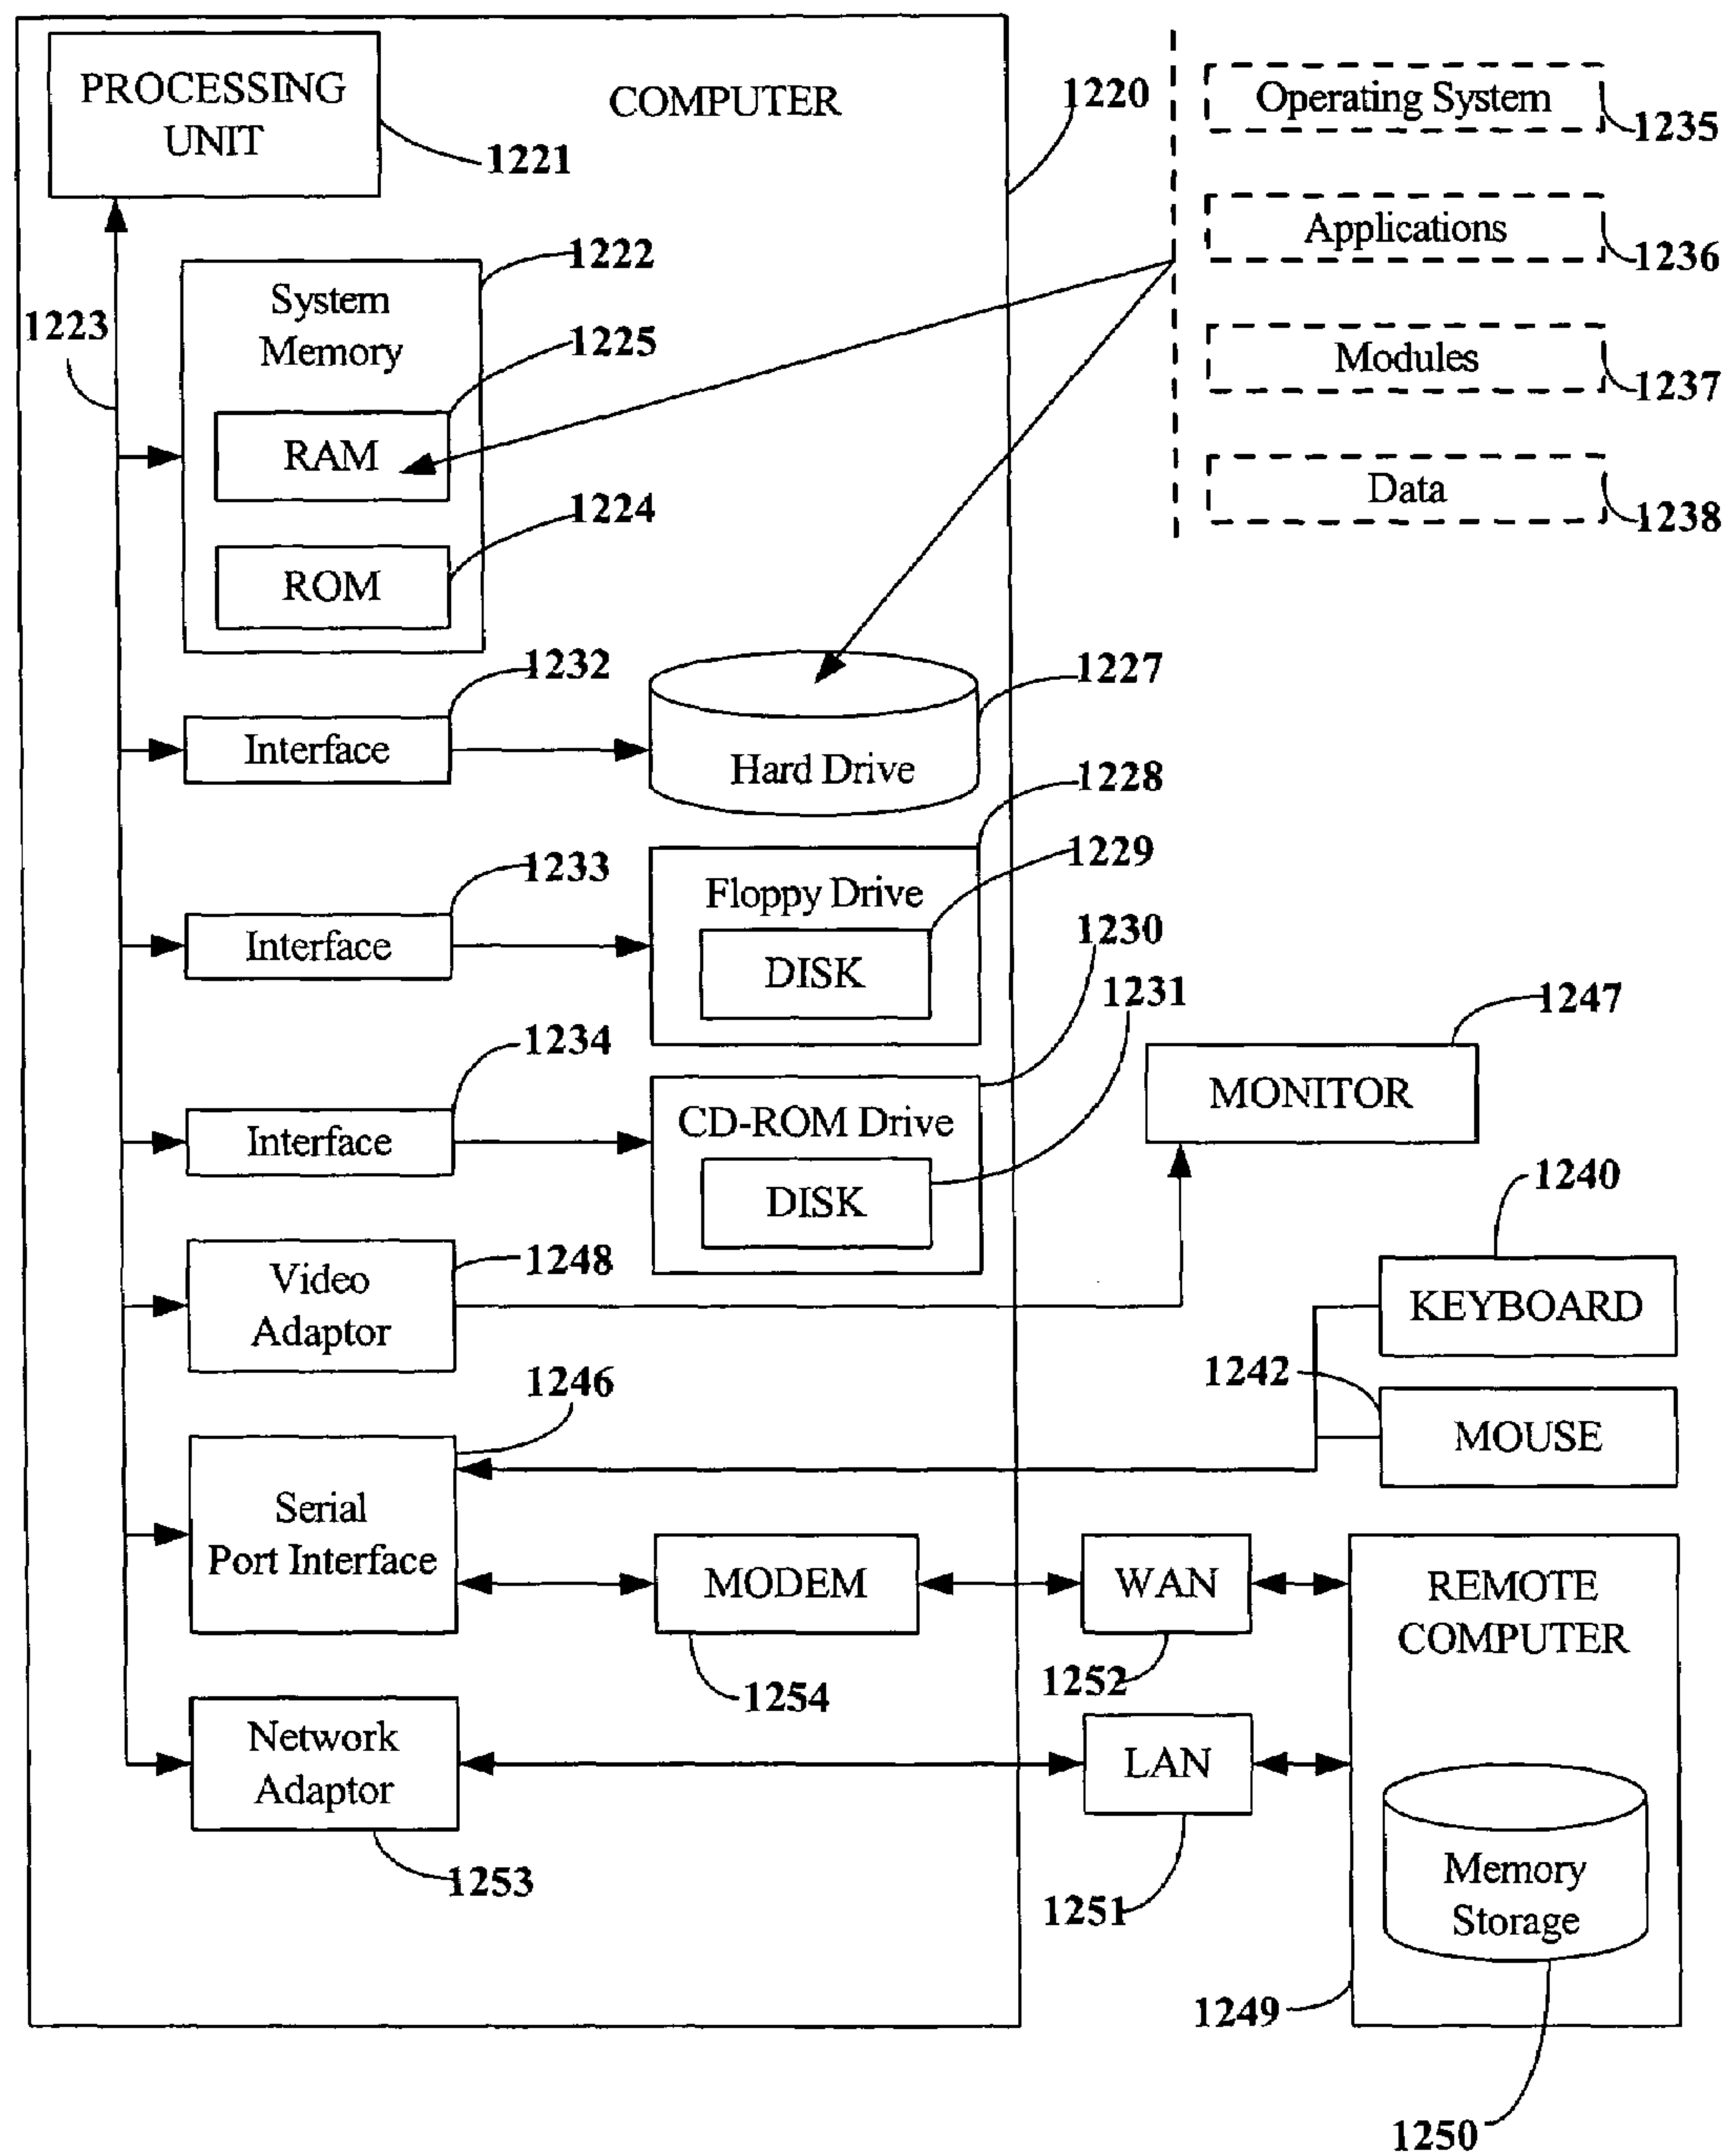 PROCESSING
UNIT
1221
COMPUTER
1220
Operating System
1235
Applications
1236
Modules
1237
Data
1238
1223
1222
System
Memory
1225
RAM
1224
ROM
1232
Interface
1227
Hard Drive
1233
Interface
1228
Floppy Drive
1229
DISK
1234
Interface
1230
CD-ROM Drive
1231
DISK
1247
MONITOR
1248
Video
Adaptor
1240
KEYBOARD
1242
MOUSE
1246
Serial
Port Interface
MODEM
1254
WAN
1252
REMOTE
COMPUTER
Network
Adaptor
1253
LAN
1251
Memory
Storage
1249
1250